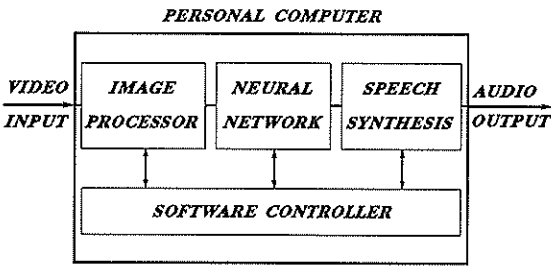 PERSONAL COMPUTER
VIDEO
INPUT
IMAGE
PROCESSOR
NEURAL
NETWORK
SPEECH
SYNTHESIS
AUDIO
OUTPUT
SOFTWARE CONTROLLER